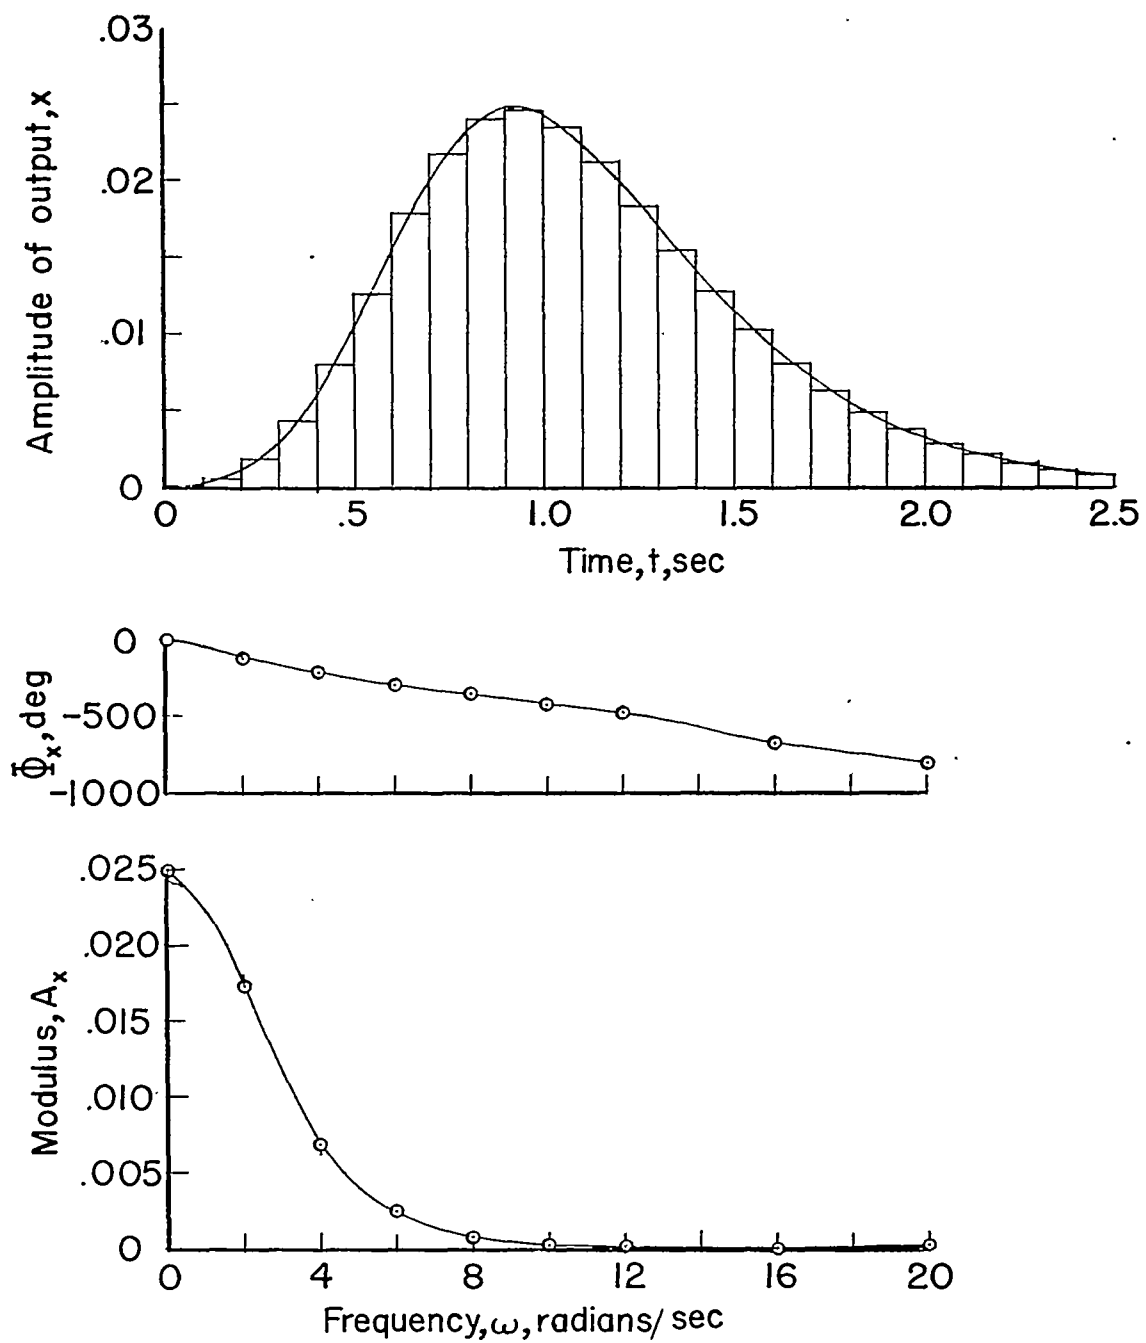 .03
.02
.01
0
Amplitude of output, x
0 .5 1.0 1.5 2.0 2.5
Time, t, sec
0
-500
-1000
Φx, deg
.025
.020
.015
.010
.005
0
Modulus, Ax
0 4 8 12 16 20
Frequency, ω, radians/sec